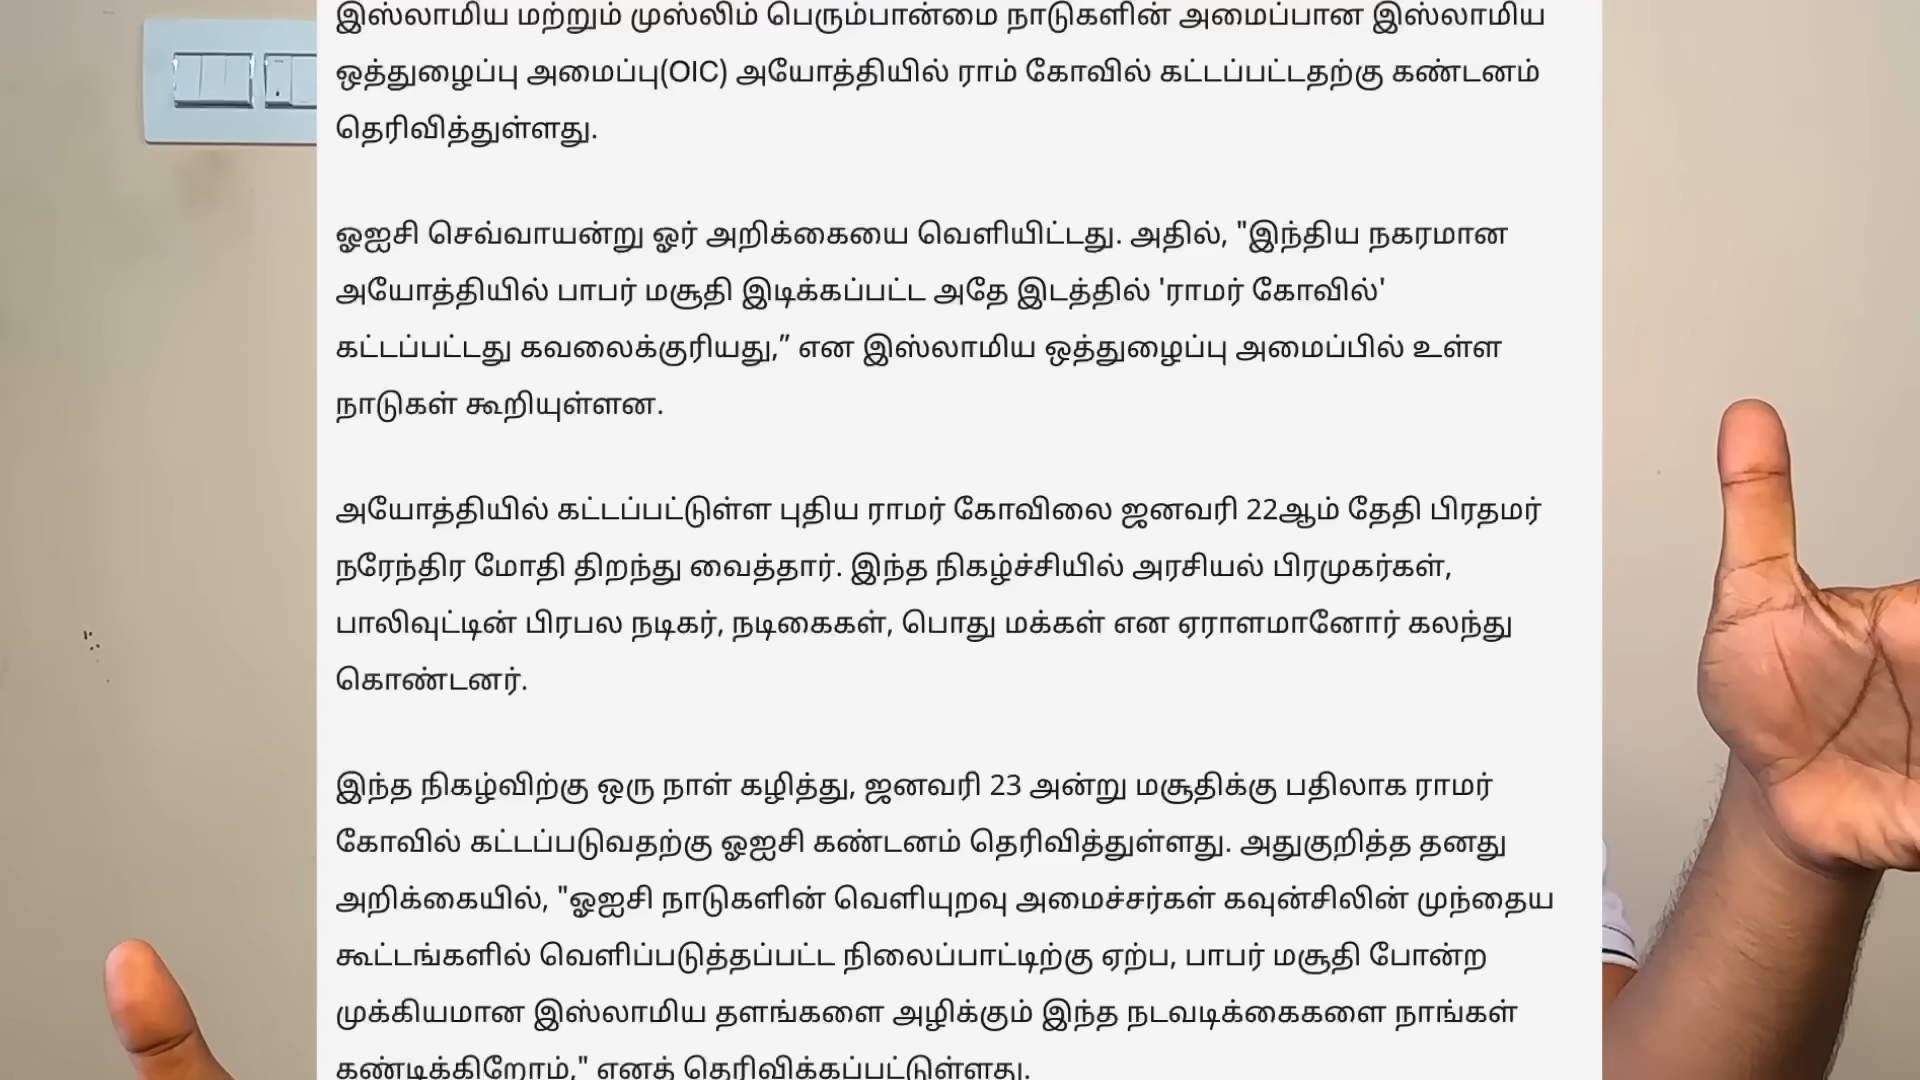 இஸ்லாமிய மற்றும் முஸ்லிம் பெரும்பான்மை நாடுகளின் அமைப்பான இஸ்லாமிய
ஒத்துழைப்பு அமைப்பு(OIC) அயோத்தியில் ராம் கோவில் கட்டப்பட்டதற்கு கண்டனம்
தெரிவித்துள்ளது.
ஓஐசி செவ்வாயன்று ஓர் அறிக்கையை வெளியிட்டது. அதில், "இந்திய நகரமான
அயோத்தியில் பாபர் மசூதி இடிக்கப்பட்ட அதே இடத்தில் 'ராமர் கோவில்'
கட்டப்பட்டது கவலைக்குரியது,” என இஸ்லாமிய ஒத்துழைப்பு அமைப்பில் உள்ள
நாடுகள் கூறியுள்ளன.
அயோத்தியில் கட்டப்பட்டுள்ள புதிய ராமர் கோவிலை ஜனவரி 22ஆம் தேதி பிரதமர்
நரேந்திர மோதி திறந்து வைத்தார். இந்த நிகழ்ச்சியில் அரசியல் பிரமுகர்கள்,
பாலிவுட்டின் பிரபல நடிகர், நடிகைகள், பொது மக்கள் என ஏராளமானோர் கலந்து
கொண்டனர்.
இந்த நிகழ்விற்கு ஒரு நாள் கழித்து, ஜனவரி 23 அன்று மசூதிக்கு பதிலாக ராமர்
கோவில் கட்டப்படுவதற்கு ஓஐசி கண்டனம் தெரிவித்துள்ளது. அதுகுறித்த தனது
அறிக்கையில், "ஓஐசி நாடுகளின் வெளியுறவு அமைச்சர்கள் கவுன்சிலின் முந்தைய
கூட்டங்களில் வெளிப்படுத்தப்பட்ட நிலைப்பாட்டிற்கு ஏற்ப, பாபர் மசூதி போன்ற
முக்கியமான இஸ்லாமிய தளங்களை அழிக்கும் இந்த நடவடிக்கைகளை நாங்கள்
கண்டிக்கிறோம்," எனத் தெரிவிக்கப்பட்டுள்ளது.